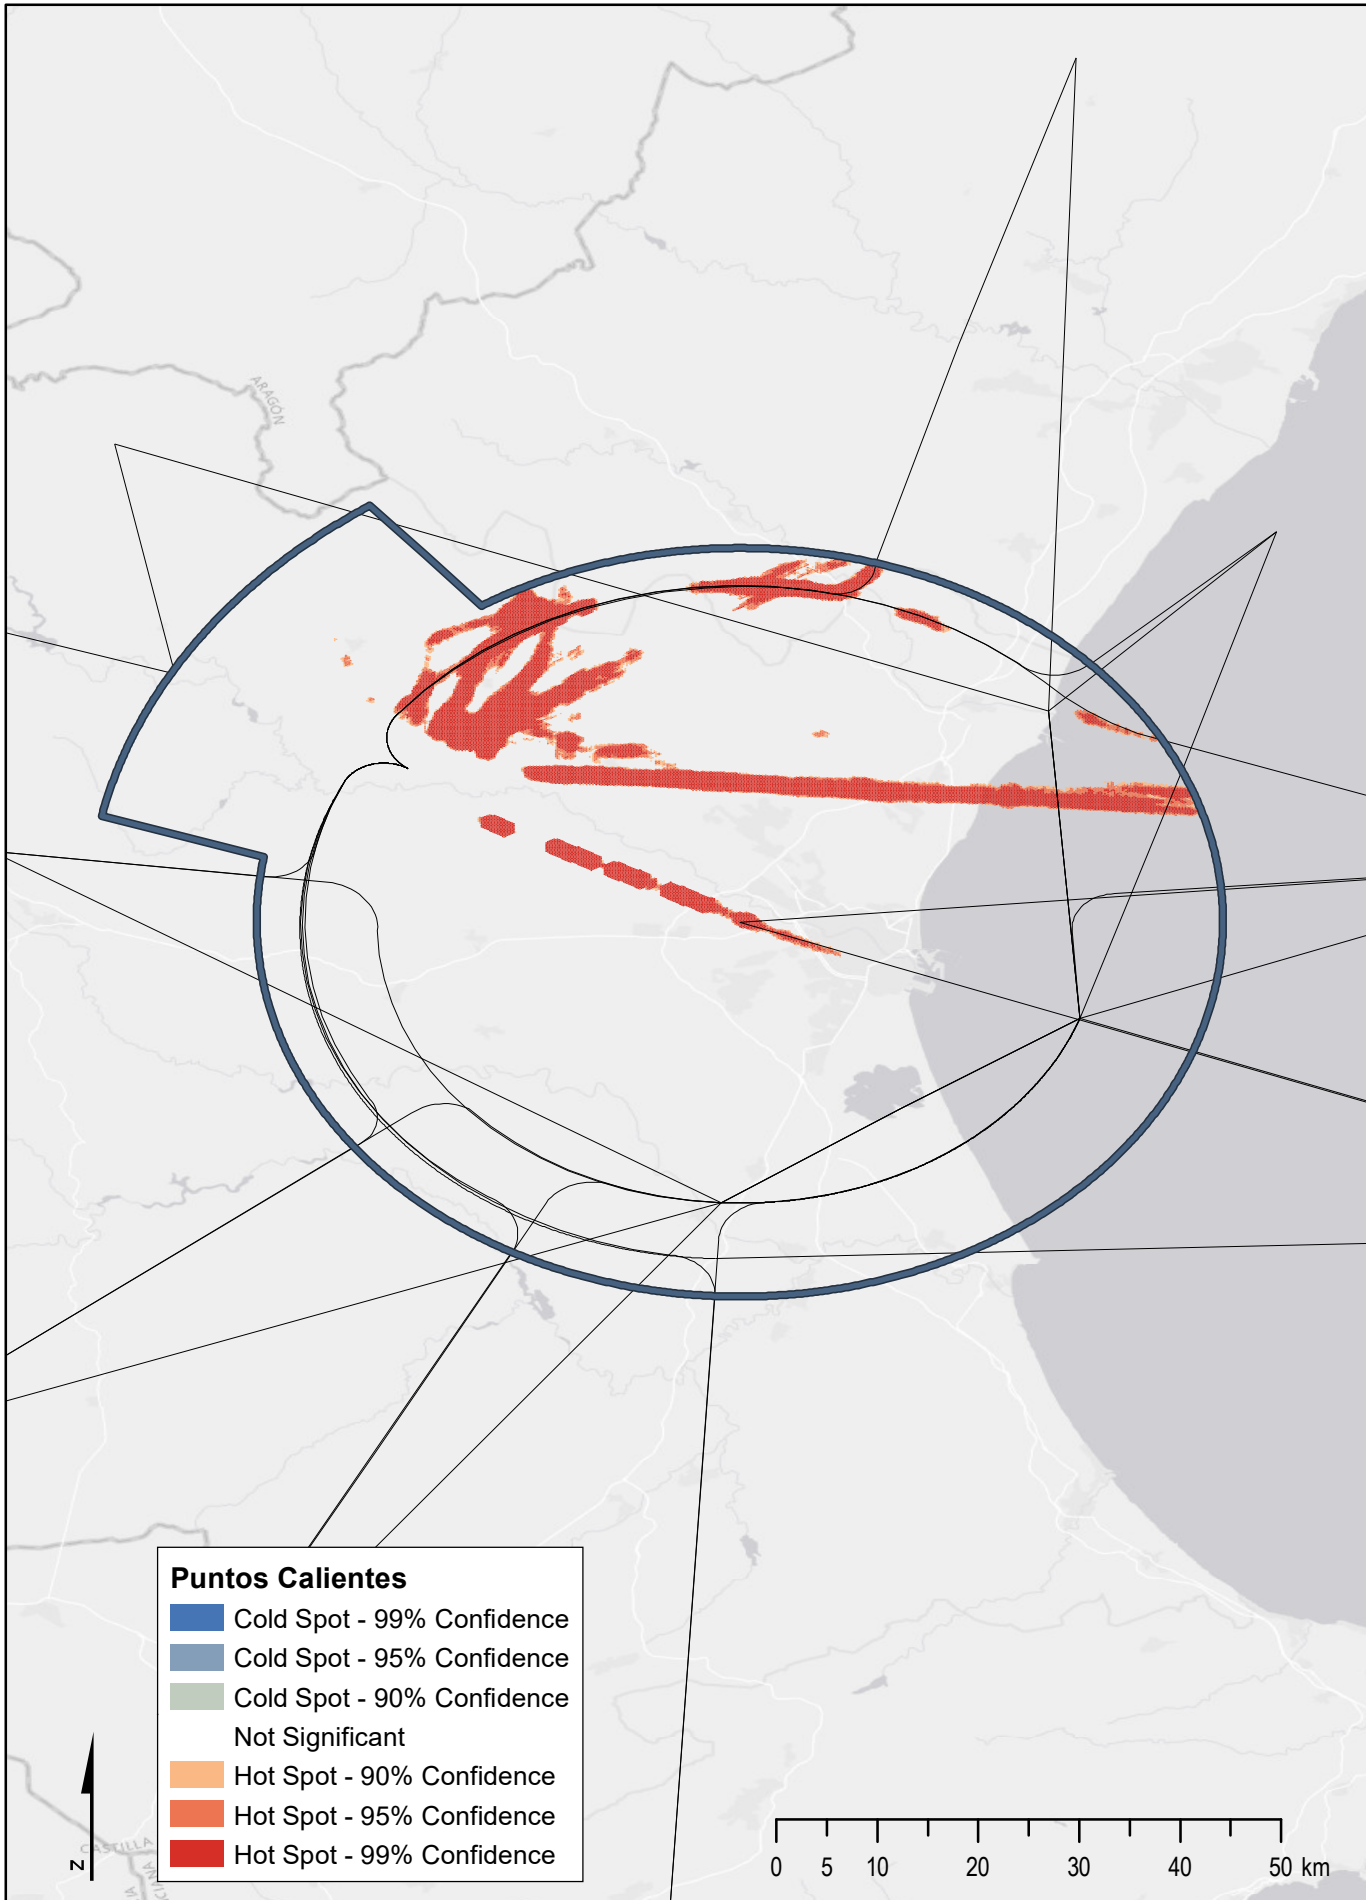 ARAGÓN
Puntos Calientes
Cold Spot - 99% Confidence
Cold Spot - 95% Confidence
Cold Spot - 90% Confidence
Not Significant
Hot Spot - 90% Confidence
Hot Spot - 95% Confidence
Hot Spot - 99% Confidence
CASTILLA
Z
0 5 10 20 30 40 50 km